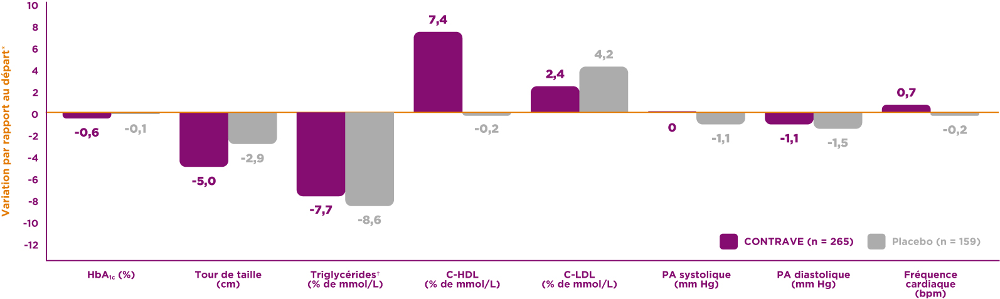 Variation par rapport au départ*
10
8
6
4
2
0
-2
-4
-6
-8
-10
-12
-0,6
-0,1
-5,0
-2,9
-7,7
-8,6
7,4
-0,2
2,4
4,2
0
-1,1
-1,1
-1,5
0,7
-0,2
CONTRAVE (n = 265)
Placebo (n = 159)
HbA1c (%)
Tour de taille
(cm)
Triglycérides†
(% de mmol/L)
C-HDL
(% de mmol/L)
C-LDL
(% de mmol/L)
PA systolique
(mm Hg)
PA diastolique
(mm Hg)
Fréquence
cardiaque
(bpm)